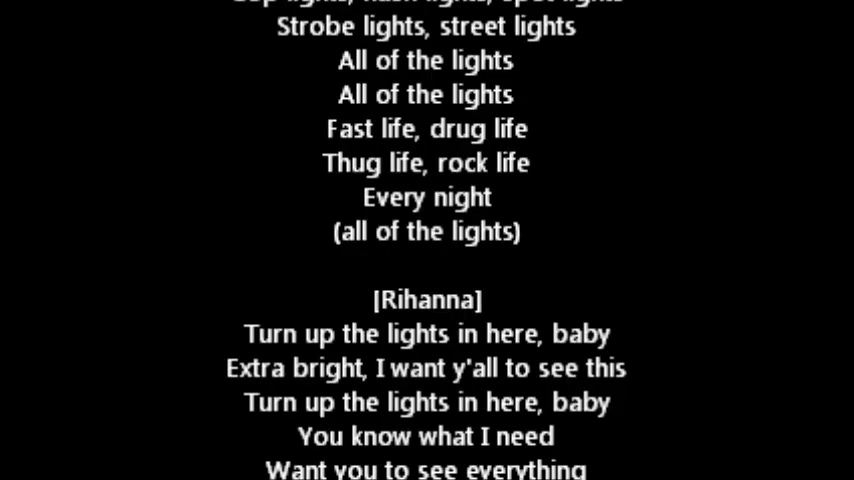 Strobe lights, street lights
All of the lights
All of the lights
Fast life, drug life
Thug life, rock life
Every night
(all of the lights)
[Rihanna]
Turn up the lights in here, baby
Extra bright, I want y'all to see this
Turn up the lights in here, baby
You know what I need
Want you to see everything